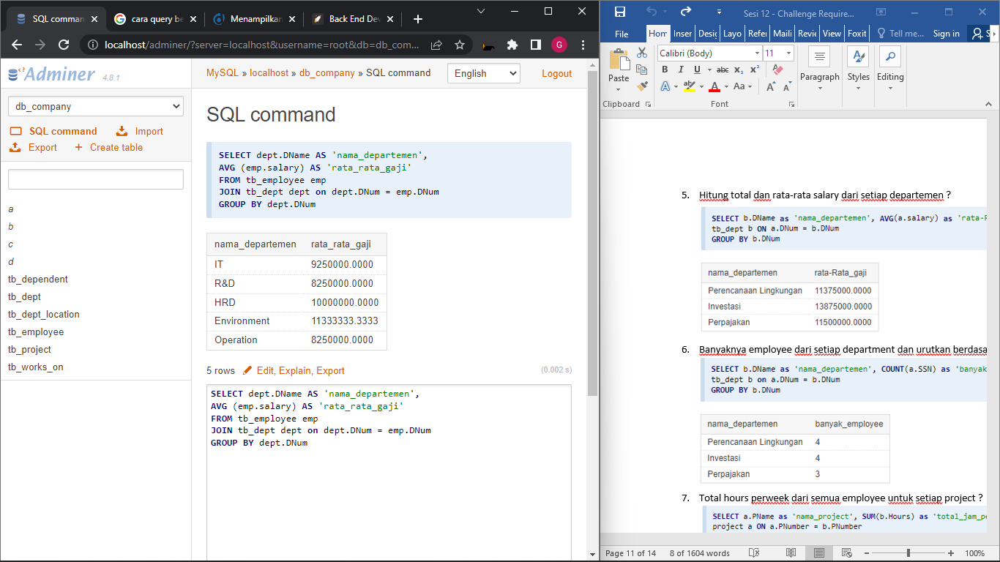 SQL comman
cara query be
Menampilkan
Back End Dev
localhost/adminer/?server=localhost&username=root&db=db_com...
G
Adminer 4.8.1
MySQL » localhost » db_company » SQL command
English
Logout
db_company
SQL command
Import
Export
Create table
a
b
c
d
tb_dependent
tb_dept
tb_dept_location
tb_employee
tb_project
tb_works_on
SQL command
SELECT dept.DName AS 'nama_departemen',
AVG (emp.salary) AS 'rata_rata_gaji'
FROM tb_employee emp
JOIN tb_dept dept on dept.DNum = emp.DNum
GROUP BY dept.DNum
nama_departemen rata_rata_gaji
IT 9250000.0000
R&D 8250000.0000
HRD 10000000.0000
Environment 11333333.3333
Operation 8250000.0000
5 rows Edit, Explain, Export (0.002 s)
SELECT dept.DName AS 'nama_departemen',
AVG (emp.salary) AS 'rata_rata_gaji'
FROM tb_employee emp
JOIN tb_dept dept on dept.DNum = emp.DNum
GROUP BY dept.DNum
Sesi 12 - Challenge Require...
File Hom Inser Desig Layo Refer Maili Revie View Foxit Tell me... Sign in S
Paste
Calibri (Body) 11
B I U abc x₂ x²
A ab A Aa A A
Paragraph
Styles
Editing
Clipboard
Font
5. Hitung total dan rata-rata salary dari setiap departemen ?
SELECT b.DName as 'nama_departemen', AVG(a.salary) as 'rata-R
tb_dept b ON a.DNum = b.DNum
GROUP BY b.DNum
nama_departemen rata-Rata_gaji
Perencanaan Lingkungan 11375000.0000
Investasi 13875000.0000
Perpajakan 11500000.0000
6. Banyaknya employee dari setiap department dan urutkan berdasa
SELECT b.DName as 'nama_departemen', COUNT(a.SSN) as 'banyak
tb_dept b on a.DNum = b.DNum
GROUP BY b.DNum
nama_departemen banyak_employee
Perencanaan Lingkungan 4
Investasi 4
Perpajakan 3
7. Total hours perweek dari semua employee untuk setiap project ?
SELECT a.PName as 'nama_project', SUM(b.Hours) as 'total_jam_pe
project a ON a.PNumber = b.PNumber
Page 11 of 14 8 of 1604 words 100%